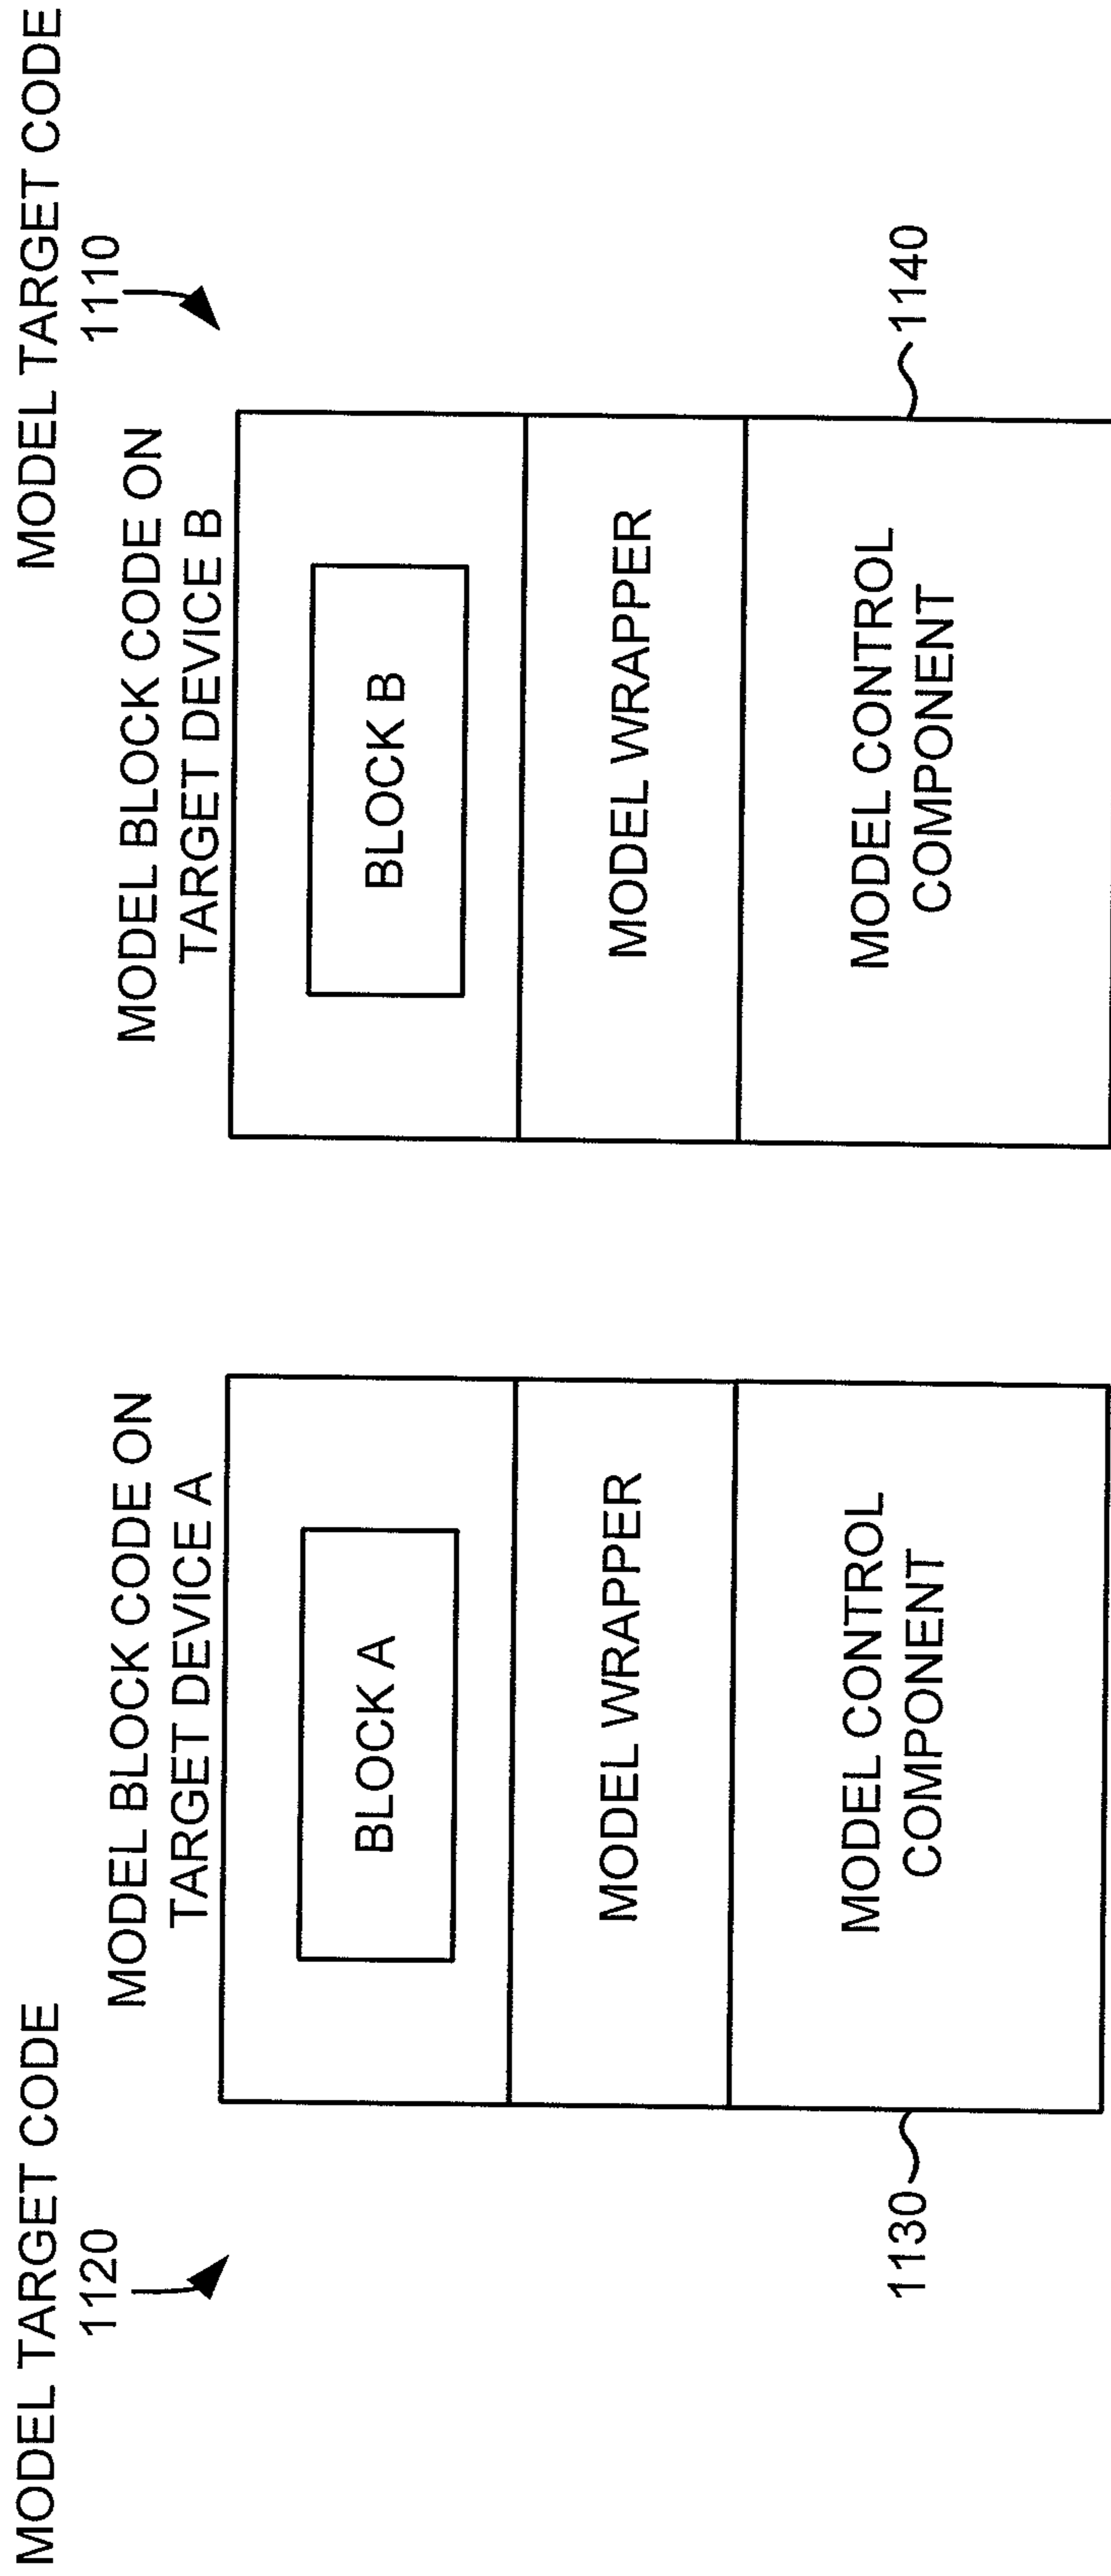 MODEL TARGET CODE
1120
MODEL BLOCK CODE ON
TARGET DEVICE A
BLOCK A
MODEL WRAPPER
MODEL CONTROL
COMPONENT
1130
MODEL TARGET CODE
1110
MODEL BLOCK CODE ON
TARGET DEVICE B
BLOCK B
MODEL WRAPPER
MODEL CONTROL
COMPONENT
1140